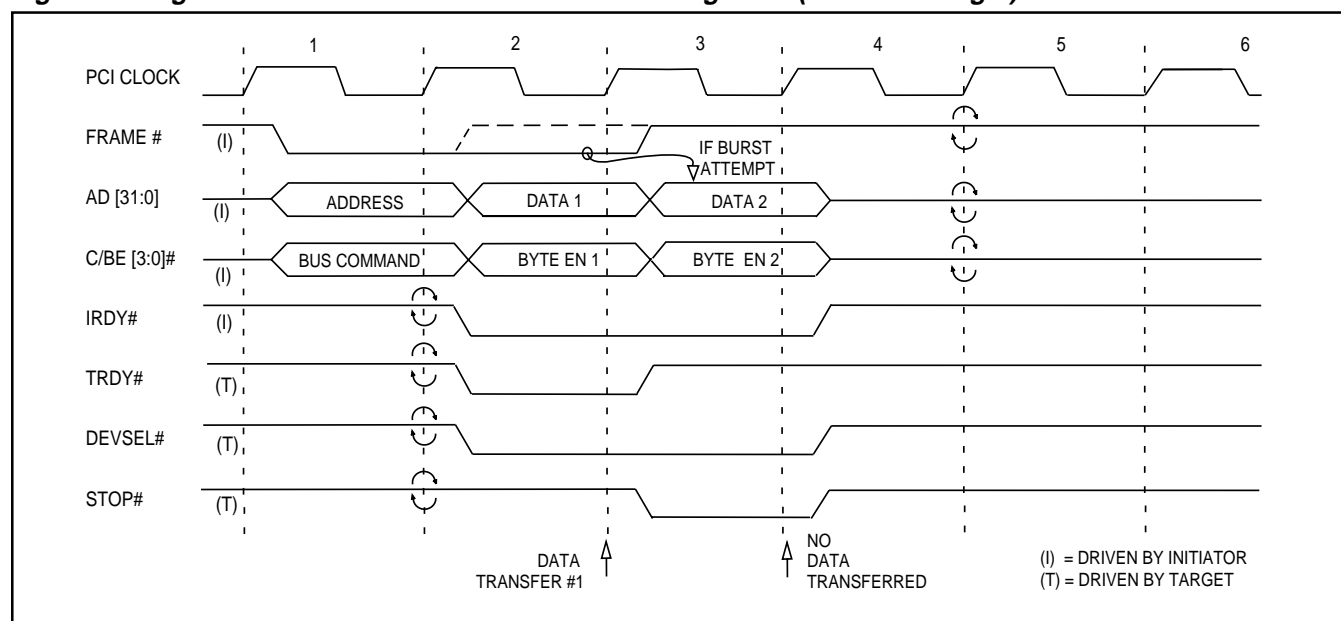 1 2 3 4 5 6
PCI CLOCK
FRAME # (I)
IF BURST
ATTEMPT
AD [31:0] (I) ADDRESS DATA 1 DATA 2
C/BE [3:0]# (I) BUS COMMAND BYTE EN 1 BYTE EN 2
IRDY# (I)
TRDY# (T)
DEVSEL# (T)
STOP# (T)
DATA
TRANSFER #1
NO
DATA
TRANSFERRED
(I) = DRIVEN BY INITIATOR
(T) = DRIVEN BY TARGET